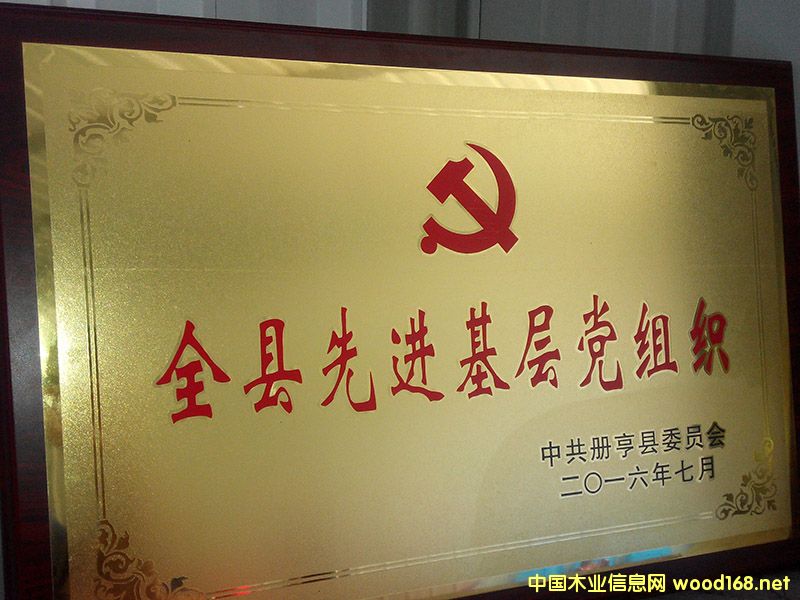 全县先进基层党组织
中共册亨县委员会
二〇一六年七月
中国木业信息网 wood168.net